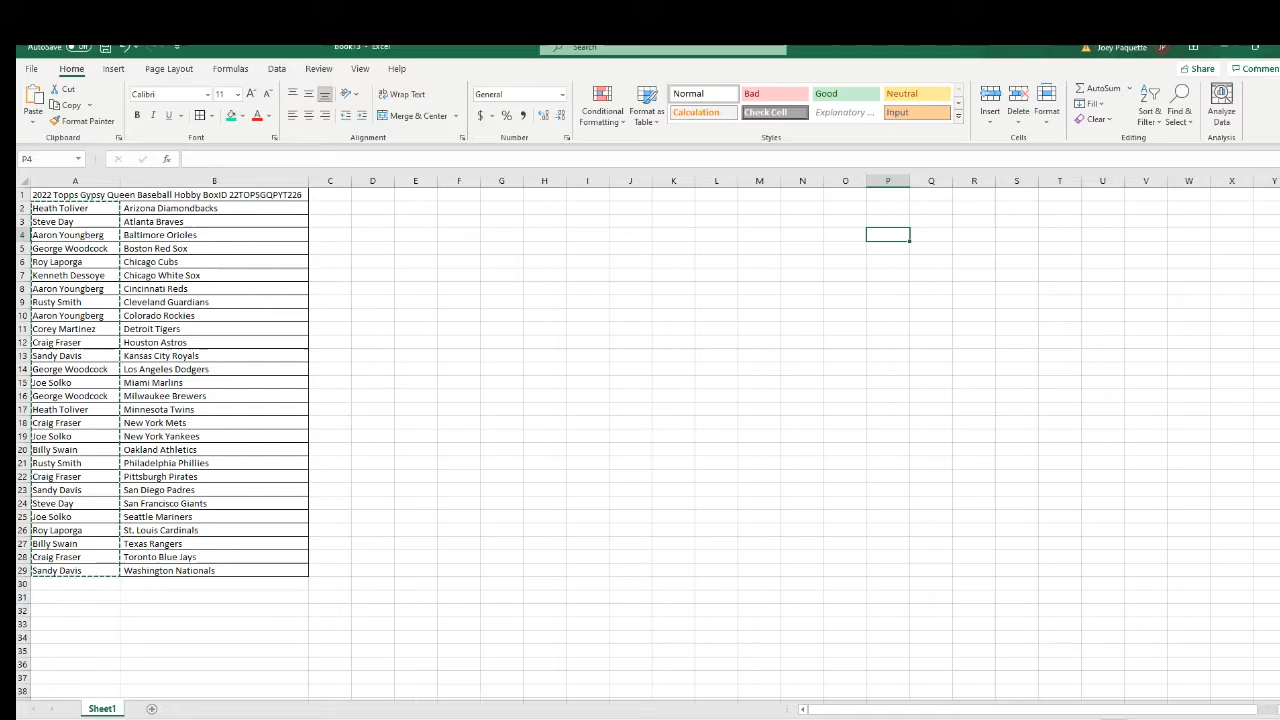 AutoSave Off Book13 - Excel Search Joey Paquette JP
File Home Insert Page Layout Formulas Data Review View Help Share Commen
Cut Calibri 11 Wrap Text General Normal Bad Good Neutral AutoSum
Paste Copy Conditional Formatting Format as Table Insert Delete Format Fill Sort & Filter Find & Select Analyze Data
Format Painter Merge & Center Calculation Check Cell Explanatory ... Input Clear
Clipboard Font Alignment Number Styles Cells Editing Analysis
P4 fx
A B C D E F G H I J K L M N O P Q R S T U V W X Y
1 2022 Topps Gypsy Queen Baseball Hobby BoxID 22TOPSGQPYT226
2 Heath Toliver Arizona Diamondbacks
3 Steve Day Atlanta Braves
4 Aaron Youngberg Baltimore Orioles
5 George Woodcock Boston Red Sox
6 Roy Laporga Chicago Cubs
7 Kenneth Dessoye Chicago White Sox
8 Aaron Youngberg Cincinnati Reds
9 Rusty Smith Cleveland Guardians
10 Aaron Youngberg Colorado Rockies
11 Corey Martinez Detroit Tigers
12 Craig Fraser Houston Astros
13 Sandy Davis Kansas City Royals
14 George Woodcock Los Angeles Dodgers
15 Joe Solko Miami Marlins
16 George Woodcock Milwaukee Brewers
17 Heath Toliver Minnesota Twins
18 Craig Fraser New York Mets
19 Joe Solko New York Yankees
20 Billy Swain Oakland Athletics
21 Rusty Smith Philadelphia Phillies
22 Craig Fraser Pittsburgh Pirates
23 Sandy Davis San Diego Padres
24 Steve Day San Francisco Giants
25 Joe Solko Seattle Mariners
26 Roy Laporga St. Louis Cardinals
27 Billy Swain Texas Rangers
28 Craig Fraser Toronto Blue Jays
29 Sandy Davis Washington Nationals
30
31
32
33
34
35
36
37
38
Sheet1